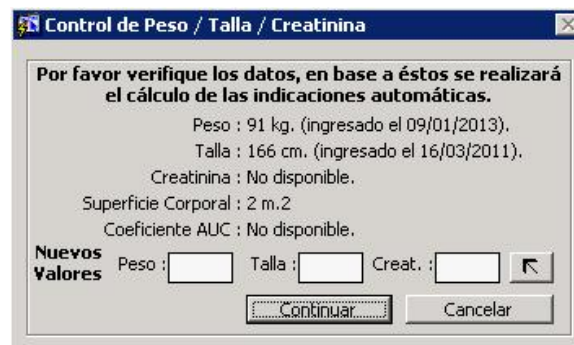 Control de Peso / Talla / Creatinina
Por favor verifique los datos, en base a éstos se realizará
el cálculo de las indicaciones automáticas.
Peso : 91 kg. (ingresado el 09/01/2013).
Talla : 166 cm. (ingresado el 16/03/2011).
Creatinina : No disponible.
Superficie Corporal : 2 m.2
Coeficiente AUC : No disponible.
Nuevos Valores Peso : Talla : Creat. :
Continuar Cancelar